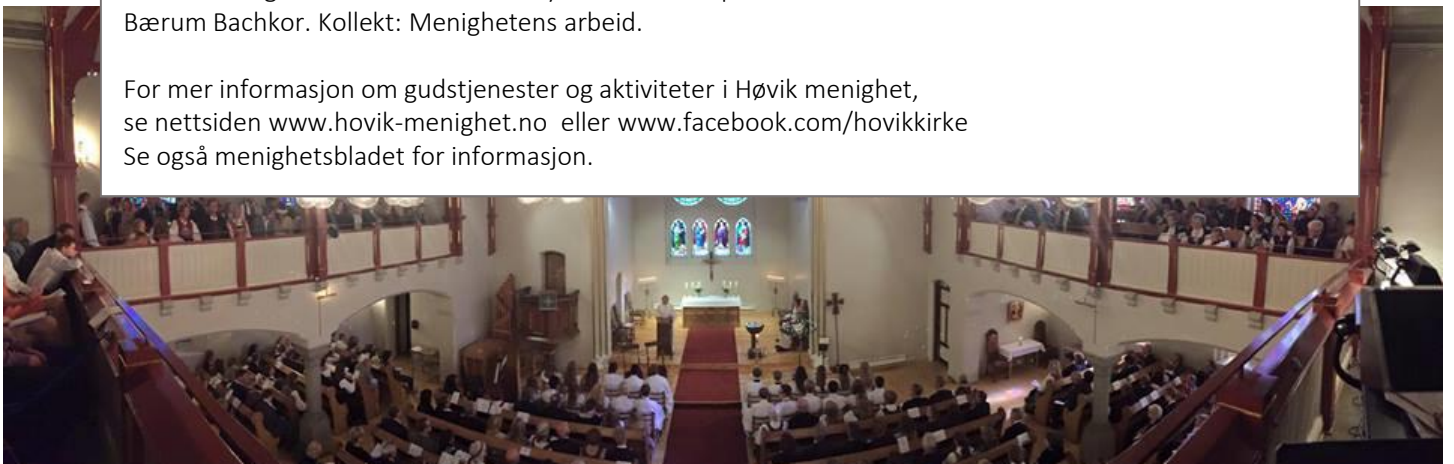 Bærum Bachkor. Kollekt: Menighetens arbeid.
For mer informasjon om gudstjenester og aktiviteter i Høvik menighet,
se nettsiden www.hovik-menighet.no eller www.facebook.com/hovikkirke
Se også menighetsbladet for informasjon.